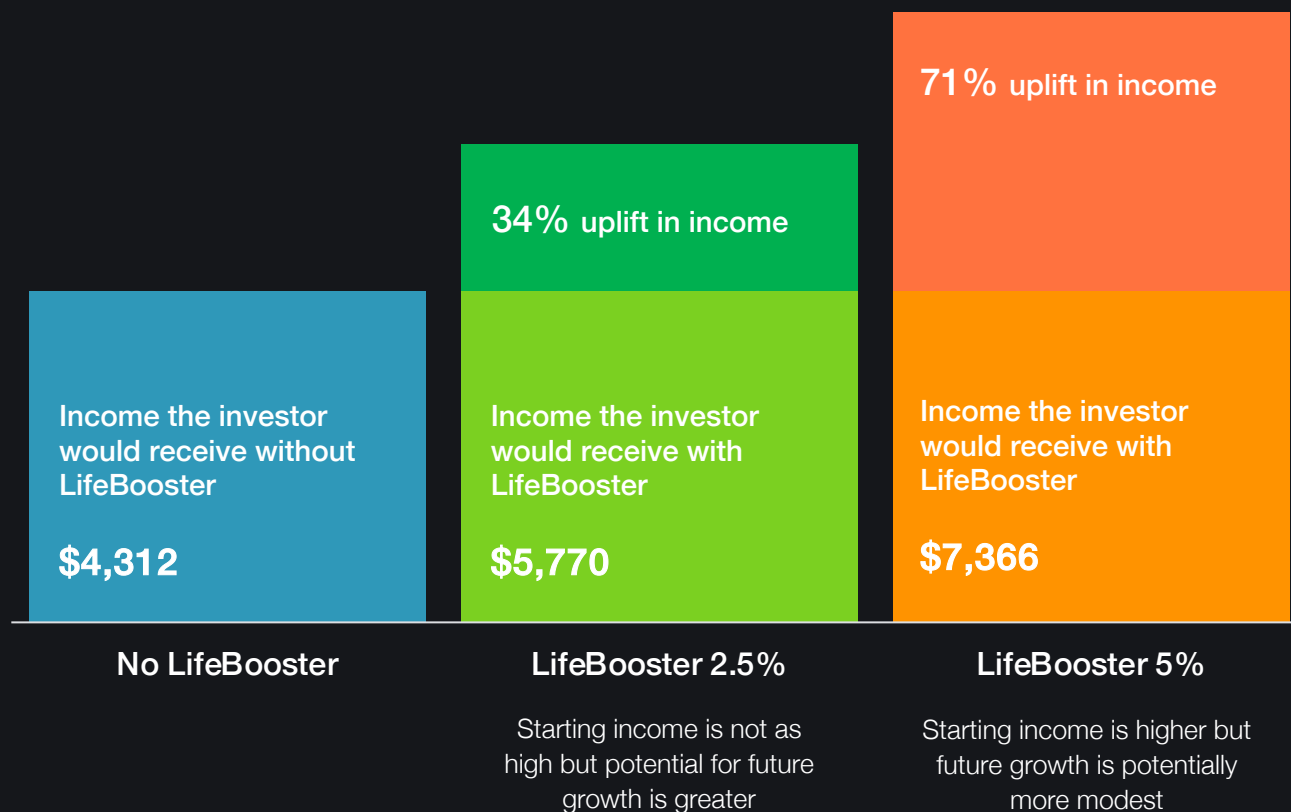 71% uplift in income
34% uplift in income
Income the investor
would receive without
LifeBooster
$4,312
Income the investor
would receive with
LifeBooster
$5,770
Income the investor
would receive with
LifeBooster
$7,366
No LifeBooster
LifeBooster 2.5%
Starting income is not as
high but potential for future
growth is greater
LifeBooster 5%
Starting income is higher but
future growth is potentially
more modest